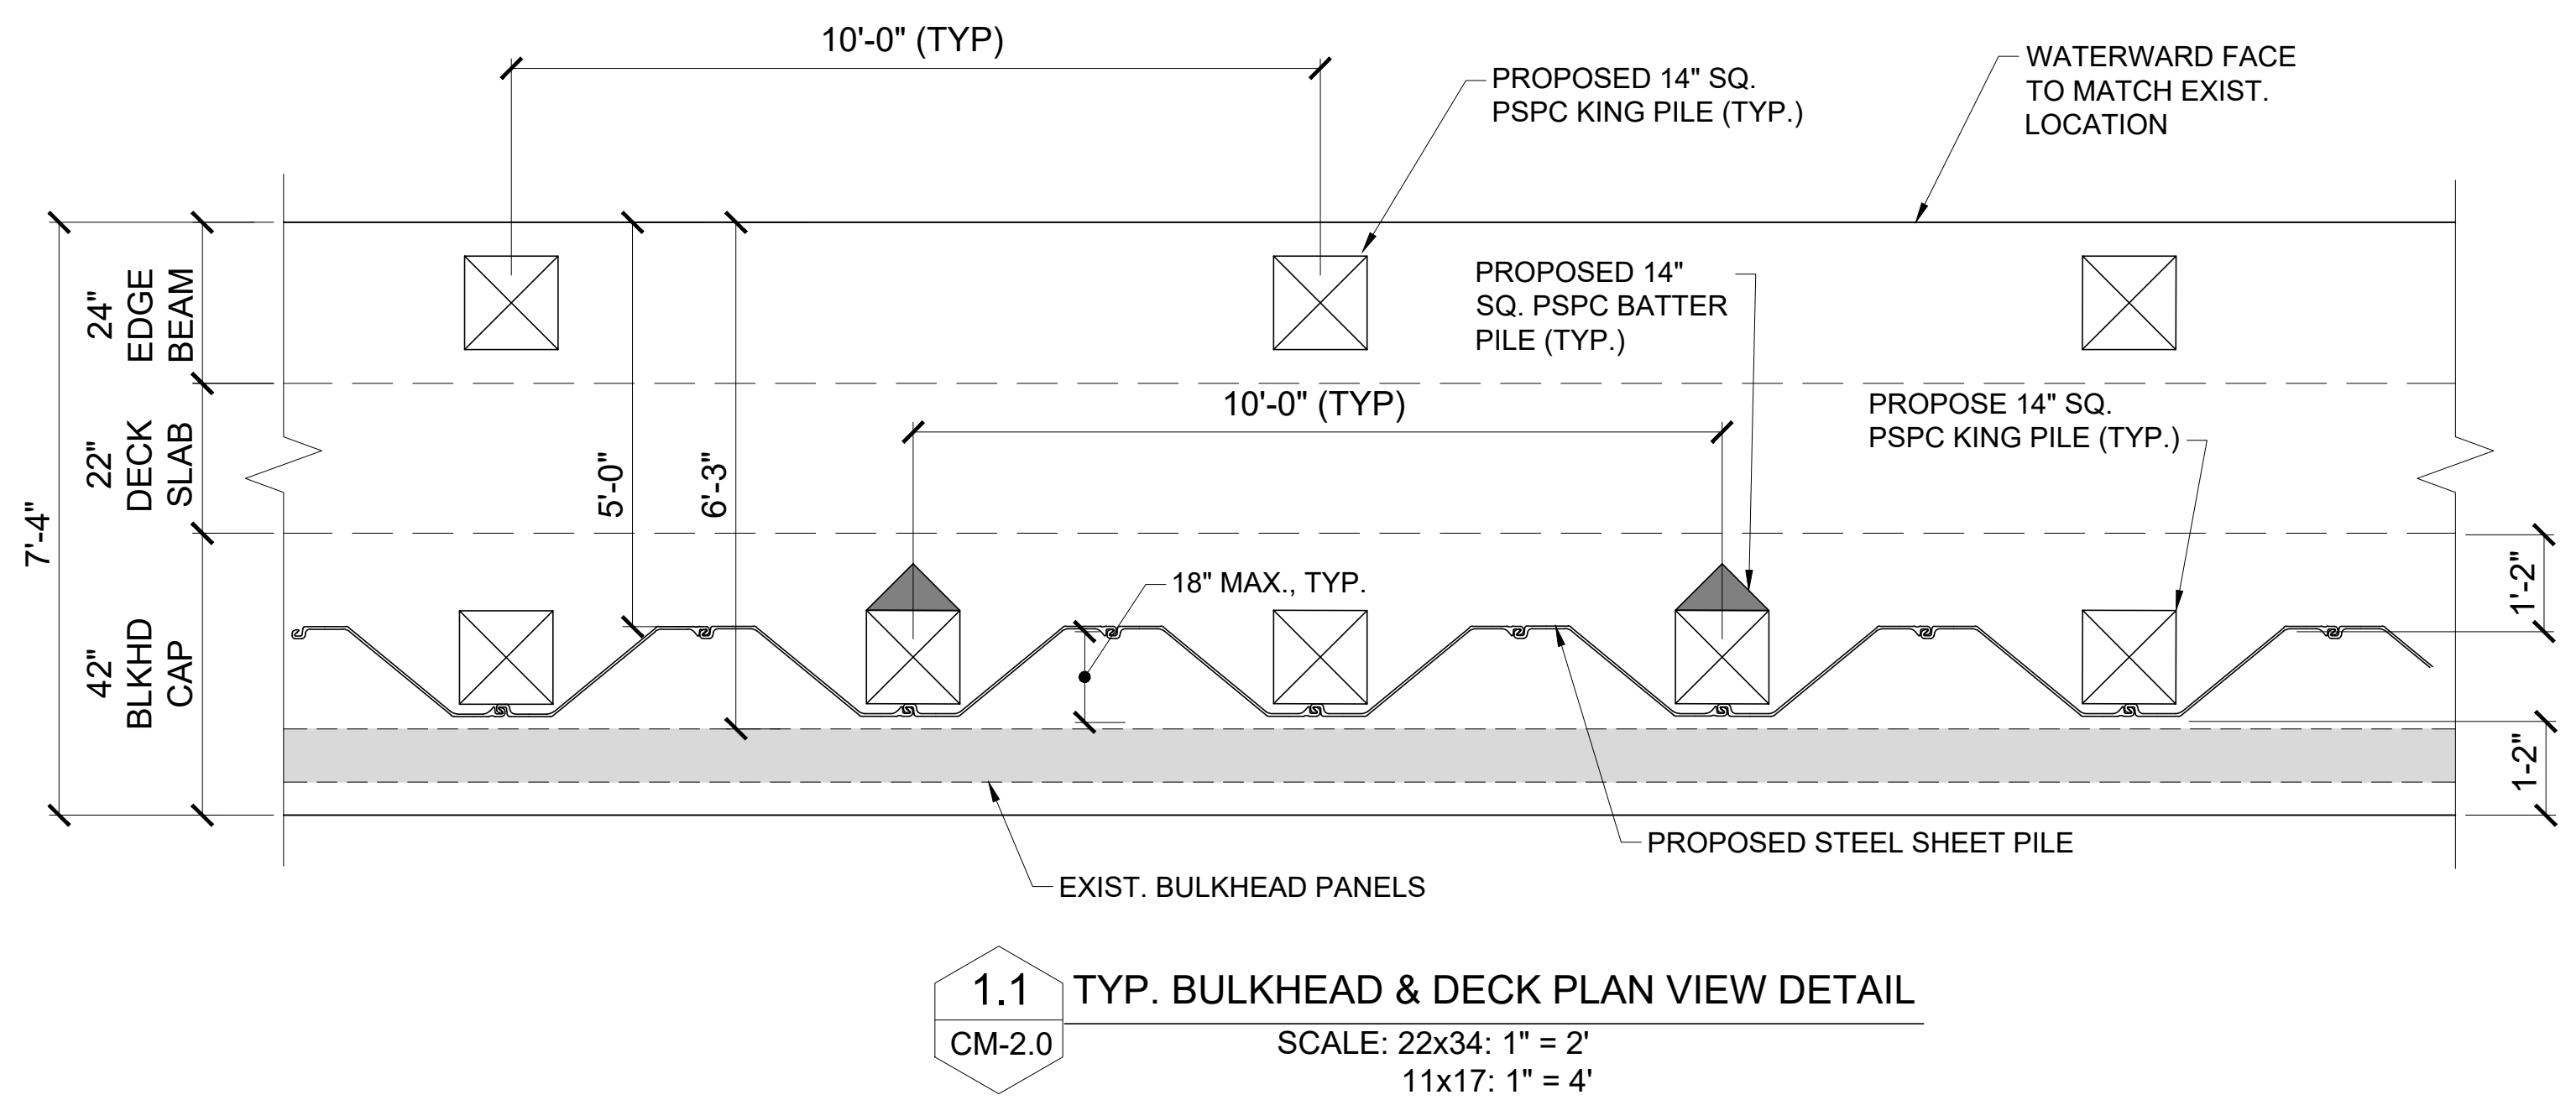 10'-0" (TYP)
PROPOSED 14" SQ.
PSPC KING PILE (TYP.)
WATERWARD FACE
TO MATCH EXIST.
LOCATION
PROPOSED 14"
SQ. PSPC BATTER
PILE (TYP.)
10'-0" (TYP)
PROPOSE 14" SQ.
PSPC KING PILE (TYP.)
7'-4"
24"
EDGE
BEAM
22"
DECK
SLAB
42"
BLKHD
CAP
5'-0"
6'-3"
18" MAX., TYP.
1'-2"
1-2"
PROPOSED STEEL SHEET PILE
EXIST. BULKHEAD PANELS
1.1
CM-2.0
TYP. BULKHEAD & DECK PLAN VIEW DETAIL
SCALE: 22x34: 1" = 2'
11x17: 1" = 4'